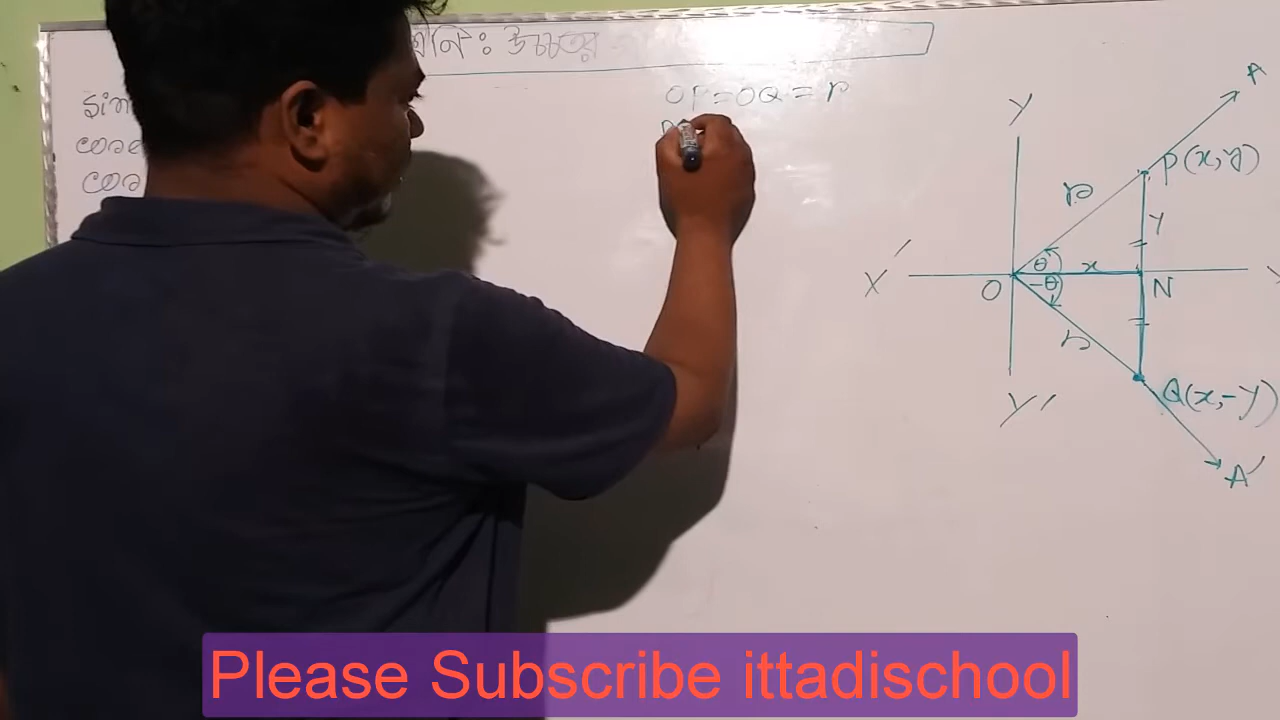 উচ্চতর
OP = OQ = r
Y
A
P(x, y)
r
Y
X′
θ
x
O
-θ
N
r
Y′
Q(x,-y)
A′
Please Subscribe ittadischool